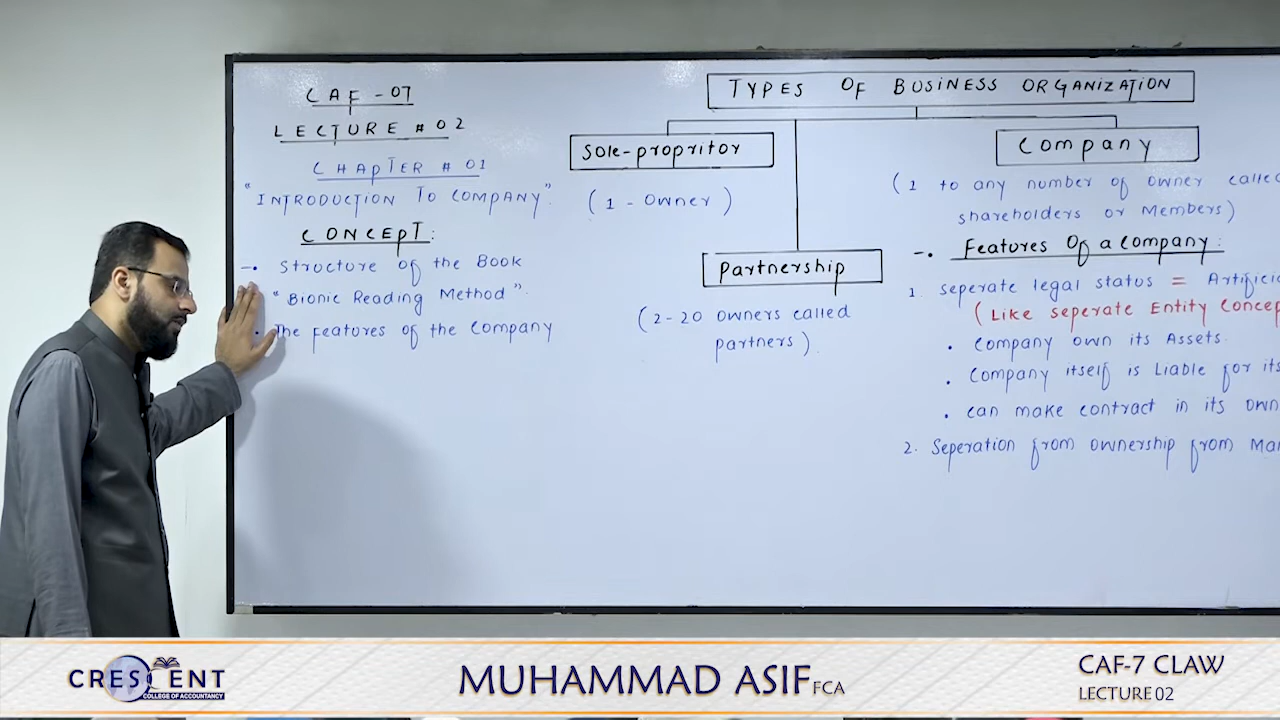 CAF - 07
LECTURE # 02
CHAPTER # 01
"INTRODUCTION TO COMPANY".
CONCEPT:
-• Structure of the Book
"Bionic Reading Method".
• The features of the Company
TYPES OF BUSINESS ORGANIZATION
Sole-propritor
(1 - Owner)
Partnership
(2-20 owners called
partners).
Company
(1 to any number of owner called
shareholders or Members)
-• Features Of a company:
1. seperate legal status =
(Like seperate Entity
• Company own its Assets.
• Company itself is Liable for its
• can make contract in its own
2. Seperation from ownership from
CRESCENT
COLLEGE OF ACCOUNTANCY
MUHAMMAD ASIF FCA
CAF-7 CLAW
LECTURE 02